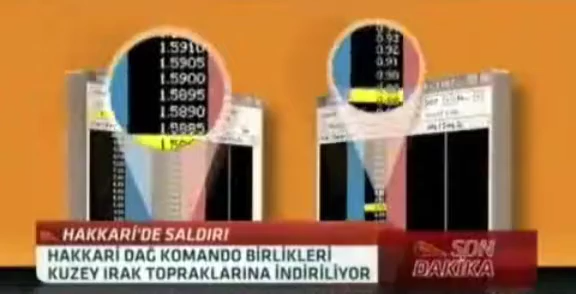 1.5910
1.5905
1.5900
1.5895
1.5890
1.5885
0.93
0.92
0.91
HAKKARİ'DE SALDIRI
HAKKARİ DAĞ KOMANDO BİRLİKLERİ
KUZEY IRAK TOPRAKLARINA İNDİRİLİYOR
SON
DAKİKA